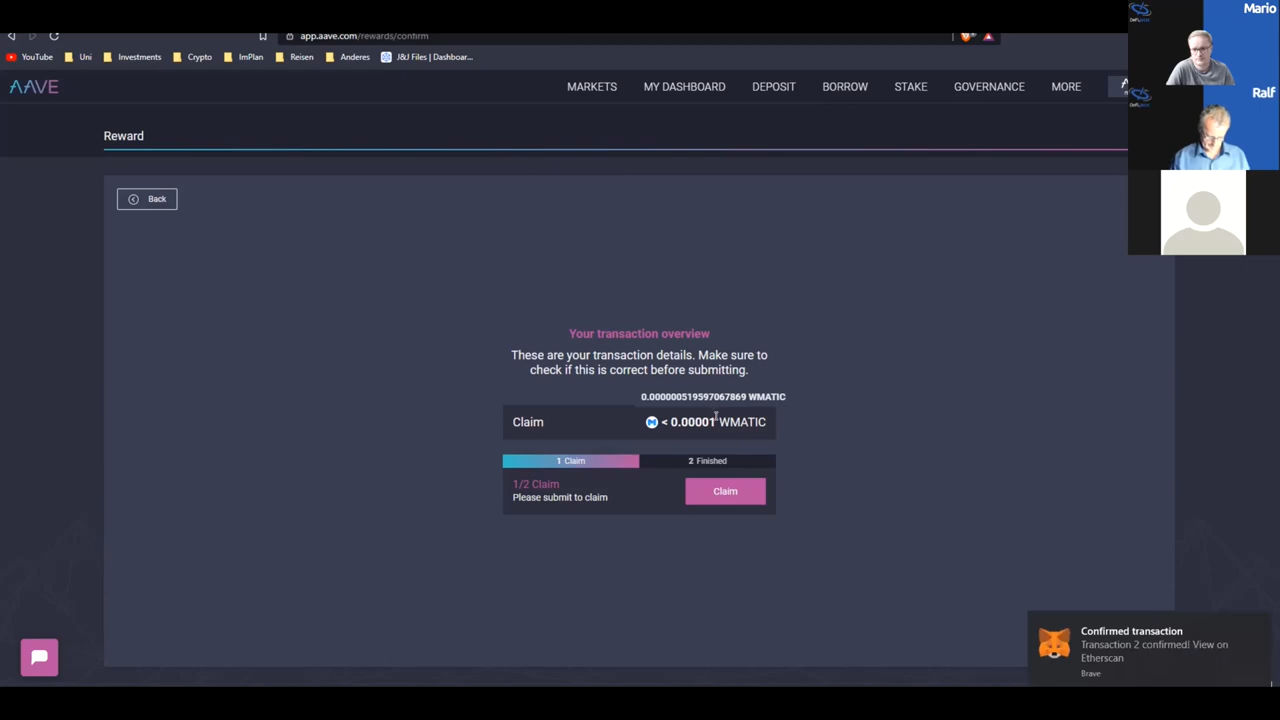 Mario
app.aave.com/rewards/confirm
YouTube Uni Investments Crypto ImPlan Reisen Anderes J&J Files | Dashboar...
AAVE MARKETS MY DASHBOARD DEPOSIT BORROW STAKE GOVERNANCE MORE
Ralf
Reward
Back
Your transaction overview
These are your transaction details. Make sure to
check if this is correct before submitting.
0.000000519597067869 WMATIC
Claim < 0.00001 WMATIC
1 Claim 2 Finished
1/2 Claim
Please submit to claim
Claim
Confirmed transaction
Transaction 2 confirmed! View on
Etherscan
Brave